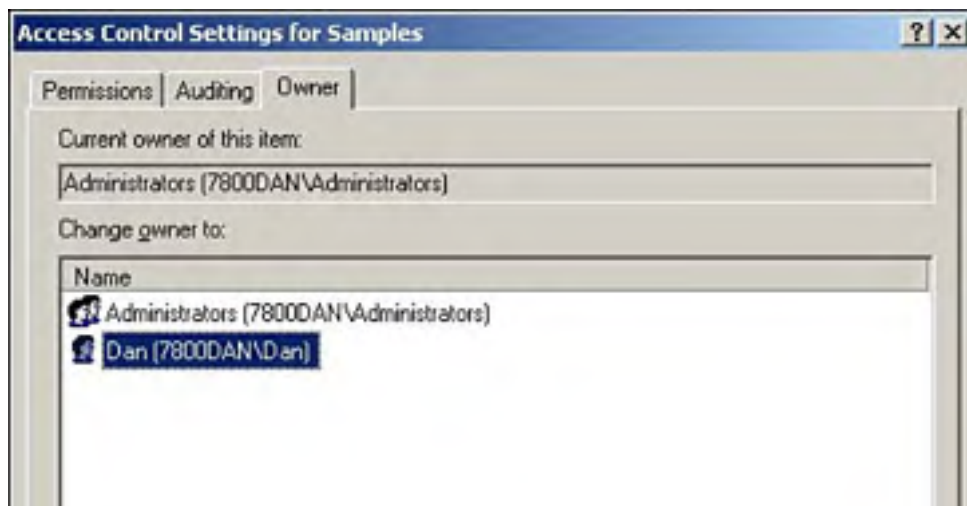 Access Control Settings for Samples
Permissions Auditing Owner
Current owner of this item:
Administrators (7800DAN\Administrators)
Change owner to:
Name
Administrators (7800DAN\Administrators)
Dan (7800DAN\Dan)